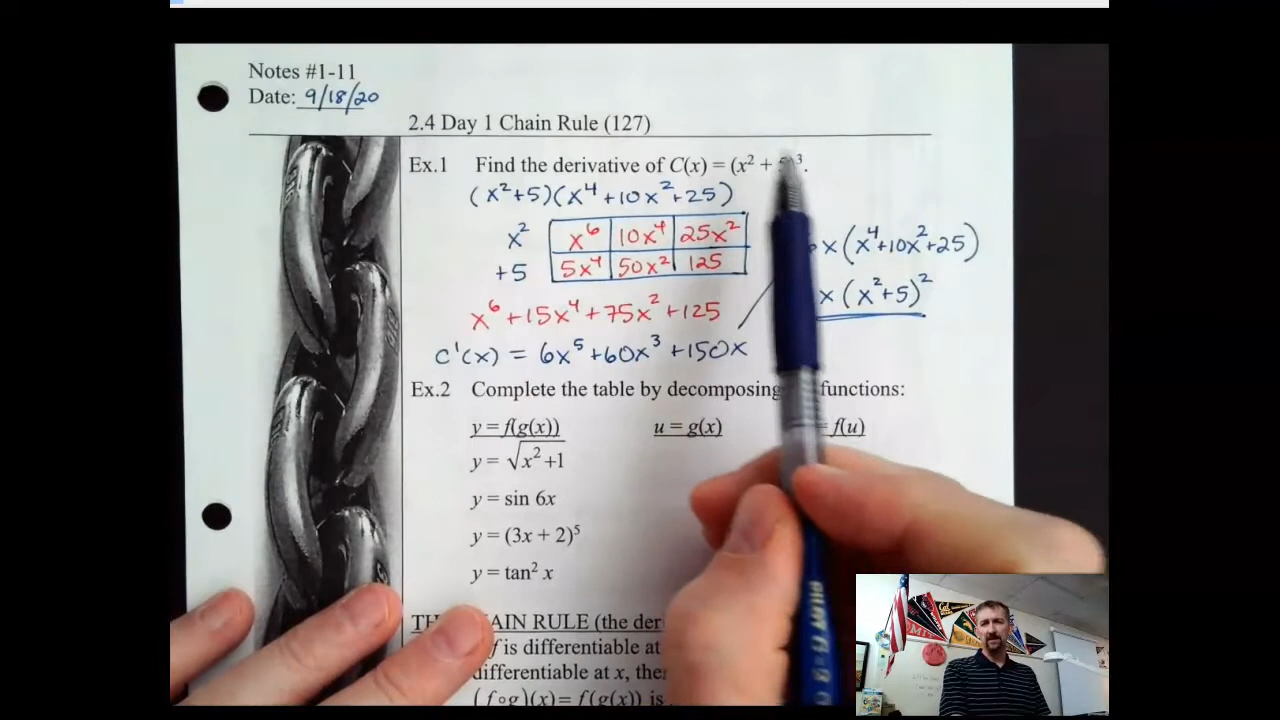 Notes #1-11
Date: 9/18/20
2.4 Day 1 Chain Rule (127)
Ex.1 Find the derivative of C(x) = (x² + )³.
(x²+5)(x⁴+10x²+25)
x² x⁶ 10x⁴ 25x²
+5 5x⁴ 50x² 125
x(x⁴+10x²+25)
x(x²+5)²
x⁶+15x⁴+75x²+125
C'(x) = 6x⁵+60x³+150x
Ex.2 Complete the table by decomposing functions:
y = f(g(x)) u = g(x) f(u)
y = √x²+1
y = sin 6x
y = (3x + 2)⁵
y = tan² x
AIN RULE (the der
f is differentiable at
differentiable at x, the
(f∘g)(x) = f(g(x)) is
PILOT G-2